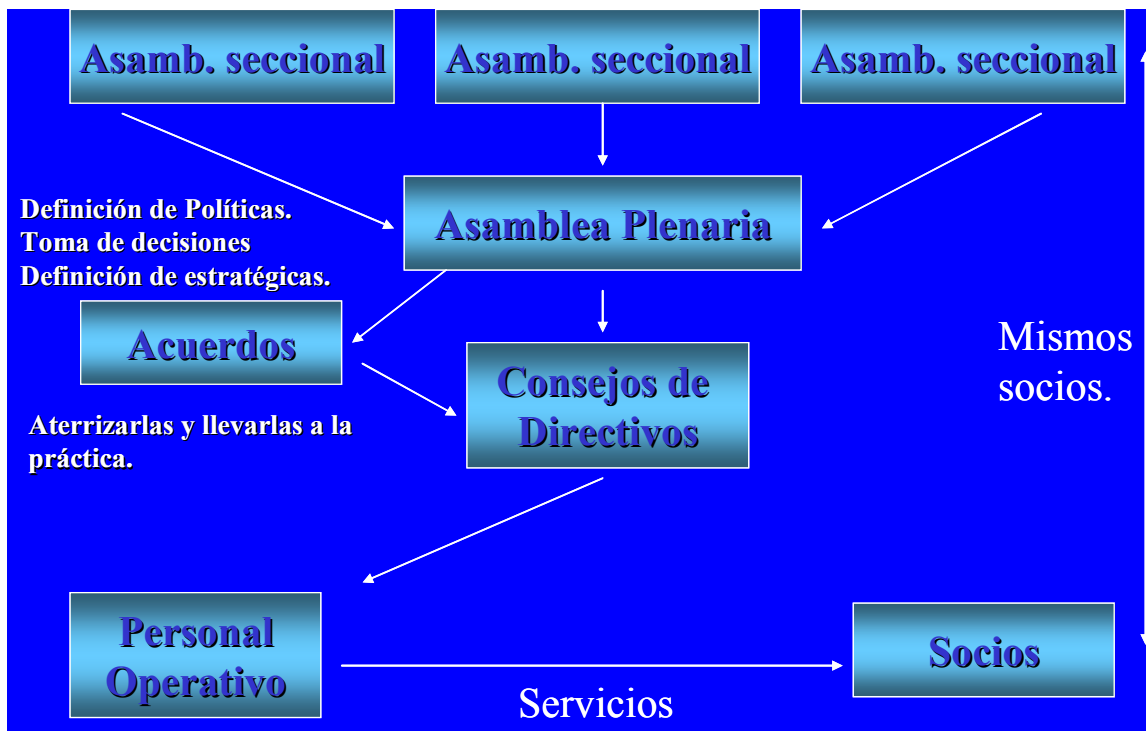 Asamb. seccional
Asamb. seccional
Asamb. seccional
Asamblea Plenaria
Definición de Políticas.
Toma de decisiones
Definición de estratégicas.
Acuerdos
Consejos de
Directivos
Mismos
socios.
Aterrizarlas y llevarlas a la
práctica.
Personal
Operativo
Servicios
Socios